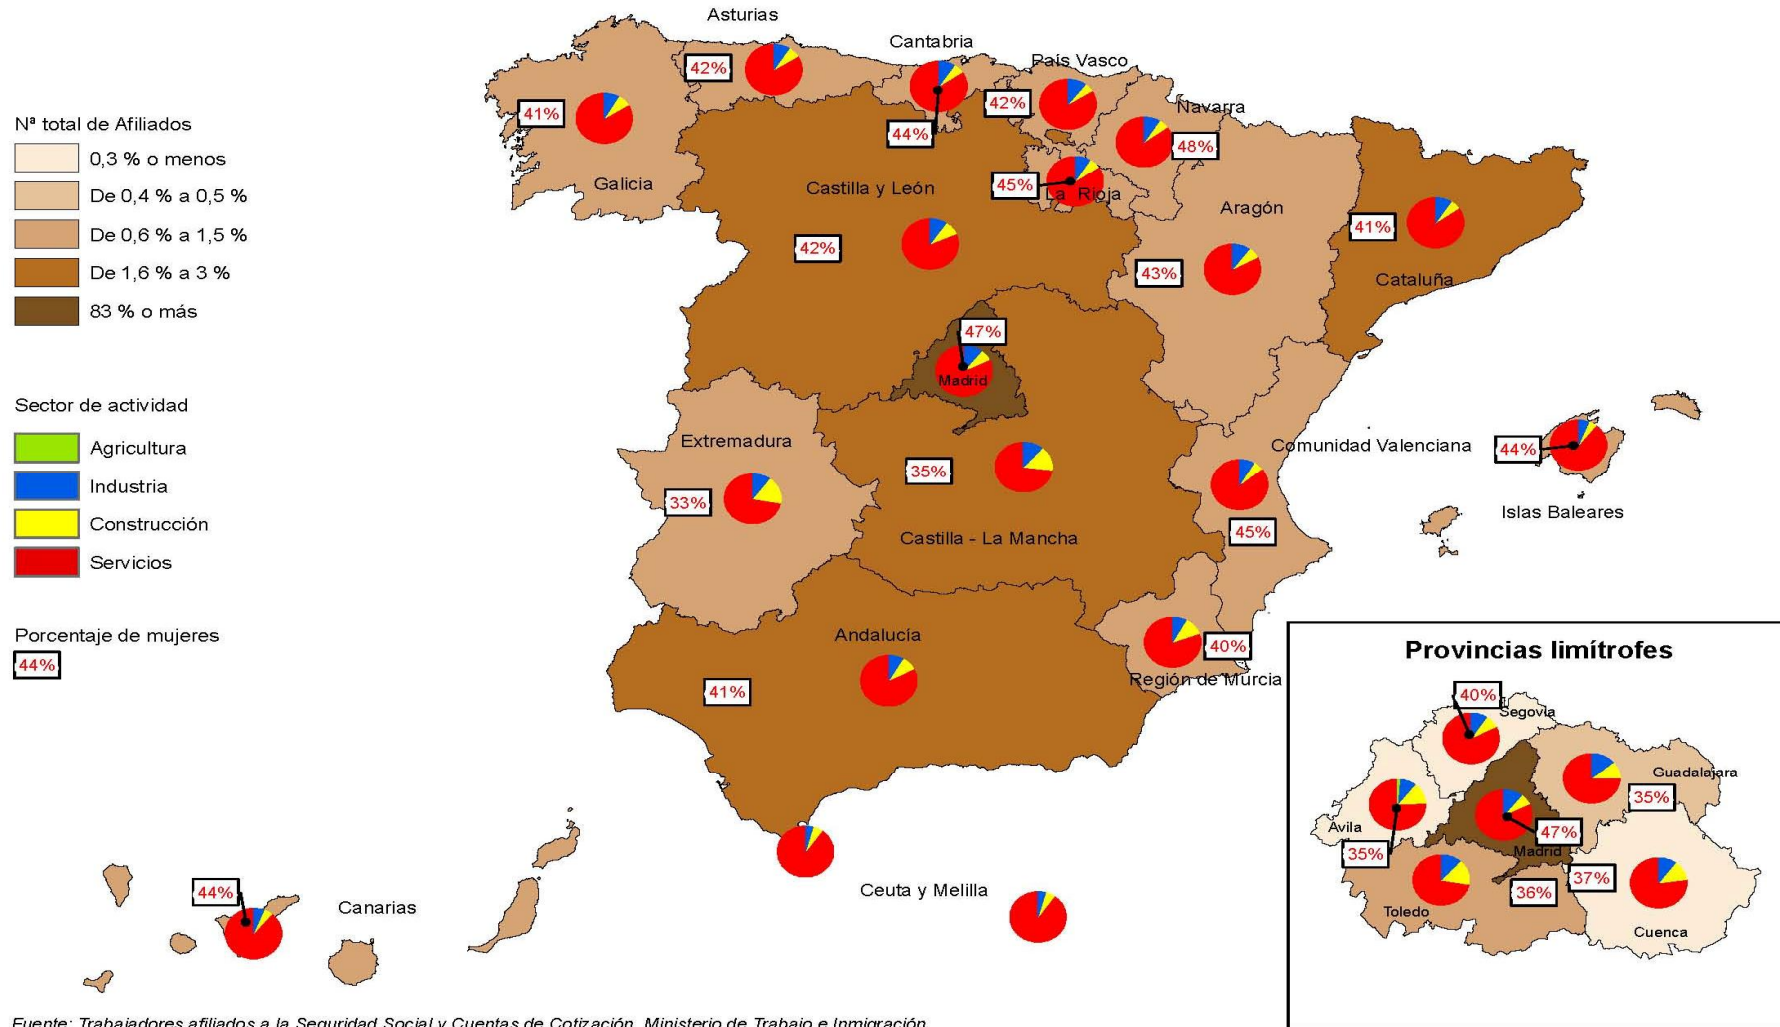 Asturias
Cantabria
País Vasco
Navarra
42%
42%
41%
44%
48%
Galicia
Castilla y León
45%
La Rioja
Aragón
41%
42%
43%
Cataluña
47%
Madrid
Extremadura
Comunidad Valenciana
44%
35%
33%
Islas Baleares
45%
Castilla - La Mancha
Andalucía
40%
Región de Murcia
41%
Ceuta y Melilla
44%
Canarias
Nª total de Afiliados
0,3 % o menos
De 0,4 % a 0,5 %
De 0,6 % a 1,5 %
De 1,6 % a 3 %
83 % o más
Sector de actividad
Agricultura
Industria
Construcción
Servicios
Porcentaje de mujeres
44%
Provincias limítrofes
40%
Segovia
Guadalajara
35%
Avila
35%
47%
Madrid
37%
36%
Toledo
Cuenca
Fuente: Trabajadores afiliados a la Seguridad Social y Cuentas de Cotización. Ministerio de Trabajo e Inmigración